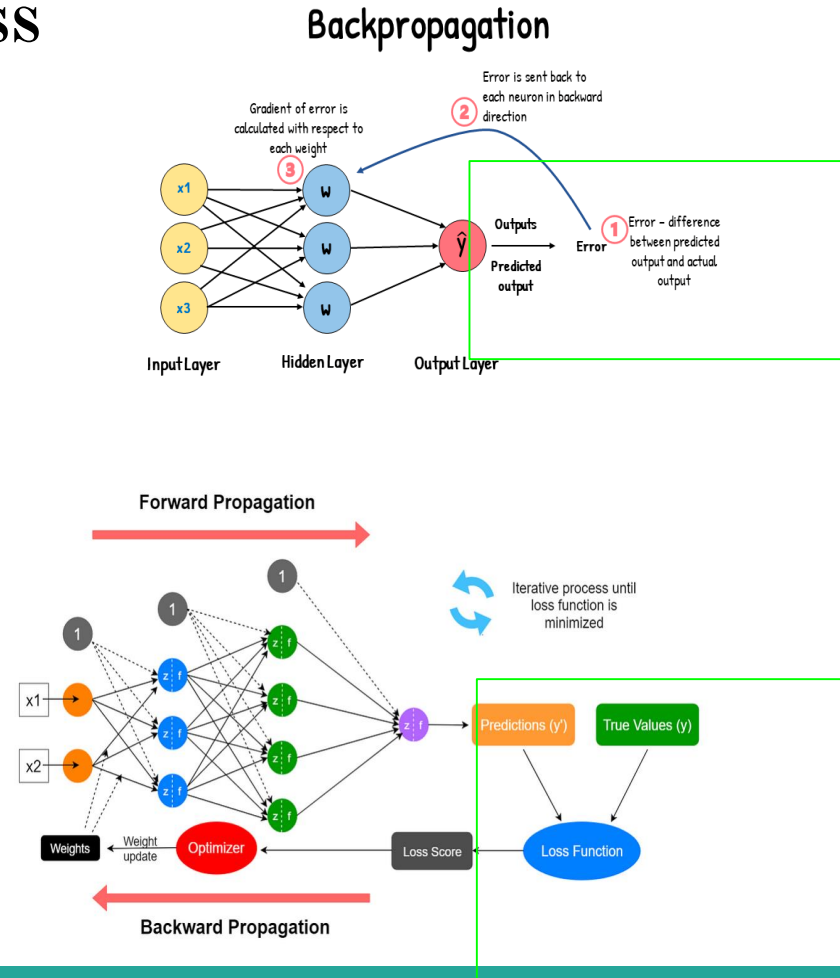 ss
Backpropagation
Error is sent back to
each neuron in backward
direction
2
Gradient of error is
calculated with respect to
each weight
3
x1
x2
x3
w
w
w
ŷ
Outputs
Predicted
output
Error
1
Error - difference
between predicted
output and actual
output
Input Layer
Hidden Layer
Output Layer
Forward Propagation
1
1
1
Iterative process until
loss function is
minimized
x1
x2
z f
z f
z f
z f
z f
z f
z f
z f
Predictions (y')
True Values (y)
Weights
Weight
update
Optimizer
Loss Score
Loss Function
Backward Propagation